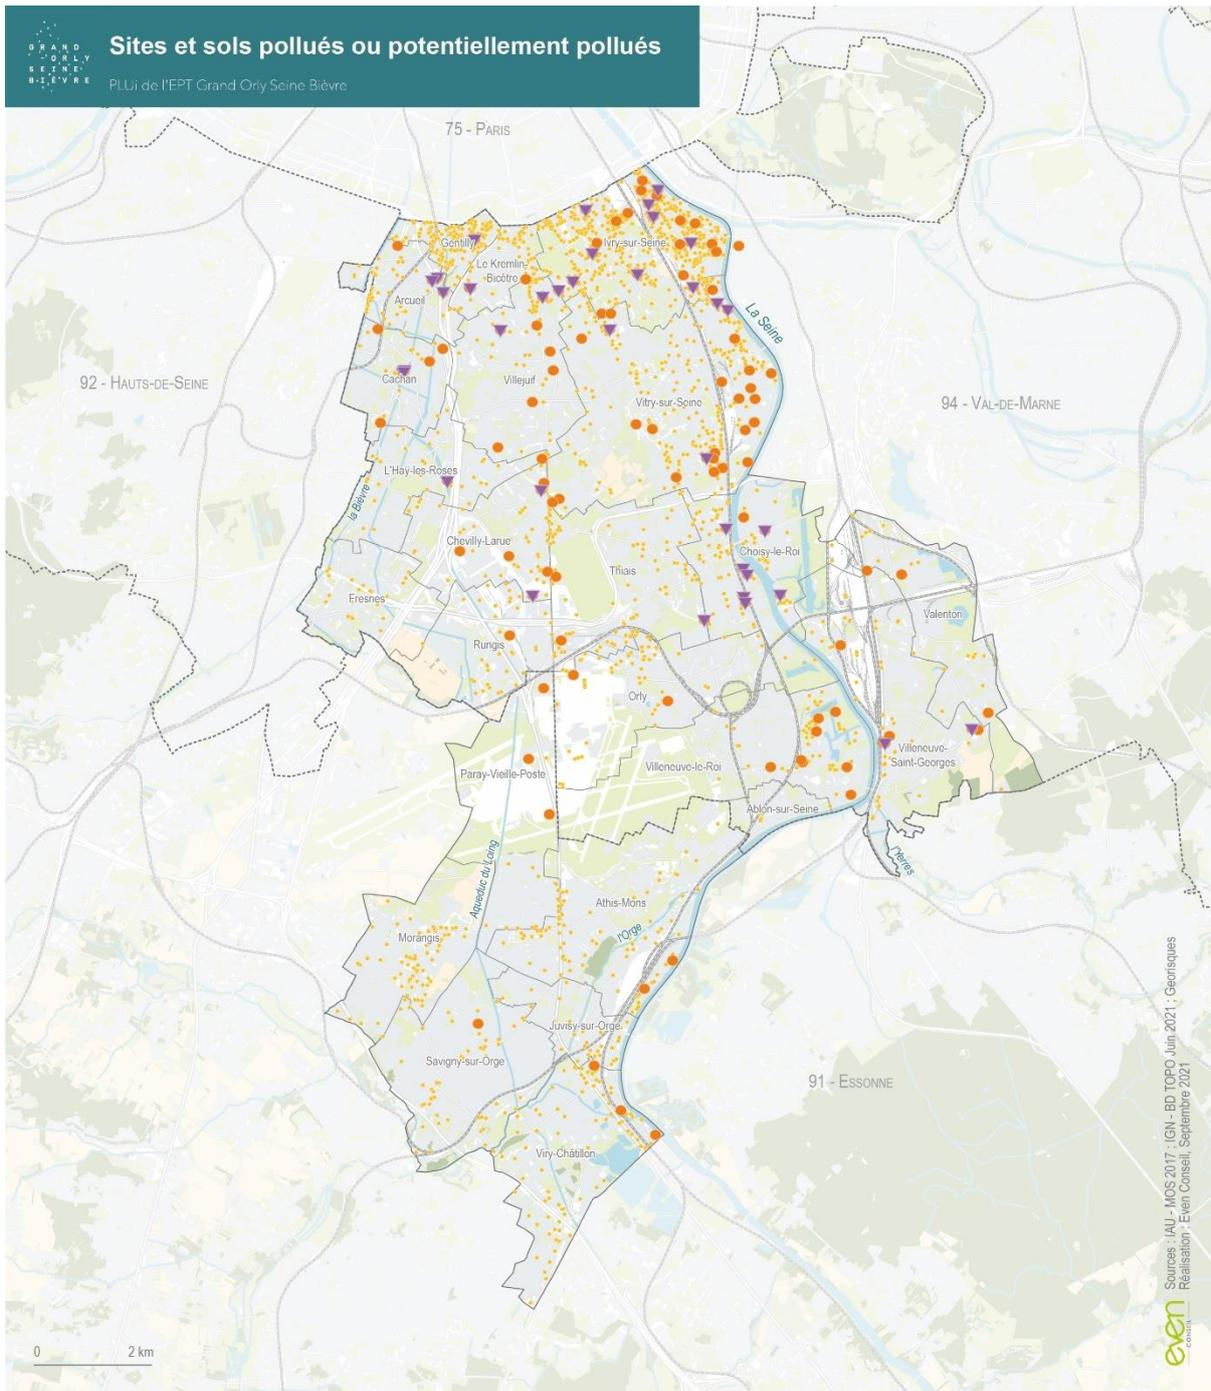 GRAND
ORLY
SEINE
BIÈVRE
Sites et sols pollués ou potentiellement pollués
PLUi de l'EPT Grand Orly Seine Bièvre
75 - PARIS
Gentilly
Ivry-sur-Seine
Le Kremlin-
Bicêtre
Arcueil
La Seine
92 - HAUTS-DE-SEINE
Cachan
Villejuif
Vitry-sur-Seine
94 - VAL-DE-MARNE
L'Haÿ-les-Roses
la Bièvre
Chevilly-Larue
Choisy-le-Roi
Thiais
Fresnes
Valenton
Rungis
Orly
Villeneuve-
Saint-Georges
Paray-Vieille-Poste
Villeneuve-le-Roi
Ablon-sur-Seine
l'Yerres
Aqueduc du Loing
Athis-Mons
l'Orge
Morangis
Juvisy-sur-Orge
Savigny-sur-Orge
91 - ESSONNE
Viry-Châtillon
0 2 km
Sources : IAU - MOS 2017 ; IGN - BD TOPO Juin 2021 ; Georisques
Réalisation : Even Conseil, Septembre 2021
even
CONSEIL